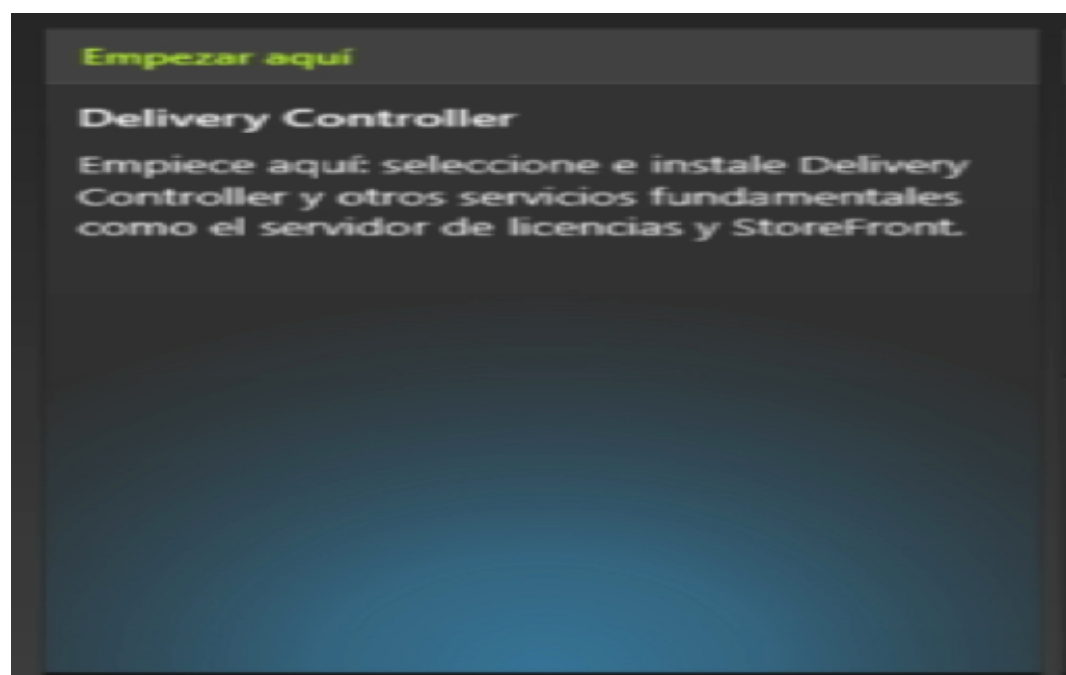 Empezar aquí
Delivery Controller
Empiece aquí: seleccione e instale Delivery
Controller y otros servicios fundamentales
como el servidor de licencias y StoreFront.